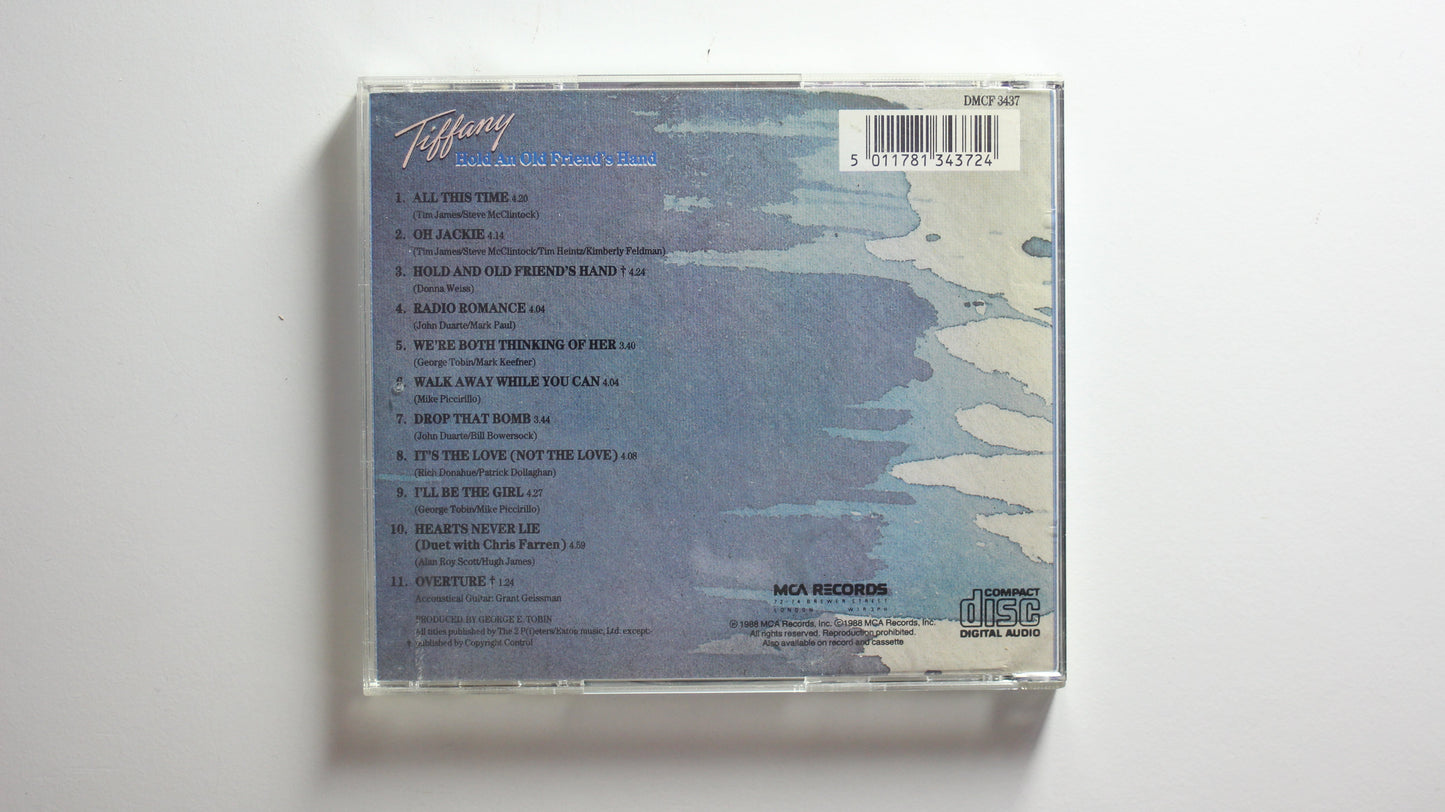 DMCF 3437
Tiffany
Hold An Old Friend's Hand
5 011781 343724
1. ALL THIS TIME 4.20
(Tim James/Steve McClintock)
2. OH JACKIE 4.14
(Tim James/Steve McClintock/Tim Heintz/Kimberly Feldman)
3. HOLD AND OLD FRIEND'S HAND † 4.24
(Donna Weiss)
4. RADIO ROMANCE 4.04
(John Duarte/Mark Paul)
5. WE'RE BOTH THINKING OF HER 3.40
(George Tobin/Mark Keefner)
6. WALK AWAY WHILE YOU CAN 4.04
(Mike Piccirillo)
7. DROP THAT BOMB 3.44
(John Duarte/Bill Bowersock)
8. IT'S THE LOVE (NOT THE LOVE) 4.08
(Rich Donahue/Patrick Dollaghan)
9. I'LL BE THE GIRL 4.27
(George Tobin/Mike Piccirillo)
10. HEARTS NEVER LIE
(Duet with Chris Farren) 4.59
(Alan Roy Scott/Hugh James)
11. OVERTURE † 1.24
Accoustical Guitar: Grant Geissman
PRODUCED BY GEORGE E. TOBIN
All titles published by The 2 P(i)eters/Eaton music, Ltd. except:
† published by Copyright Control
MCA RECORDS
72-74 BREWER STREET
LONDON W1R 3PH
℗ 1988 MCA Records, Inc. ©1988 MCA Records, Inc.
All rights reserved. Reproduction prohibited.
Also available on record and cassette
COMPACT
disc
DIGITAL AUDIO